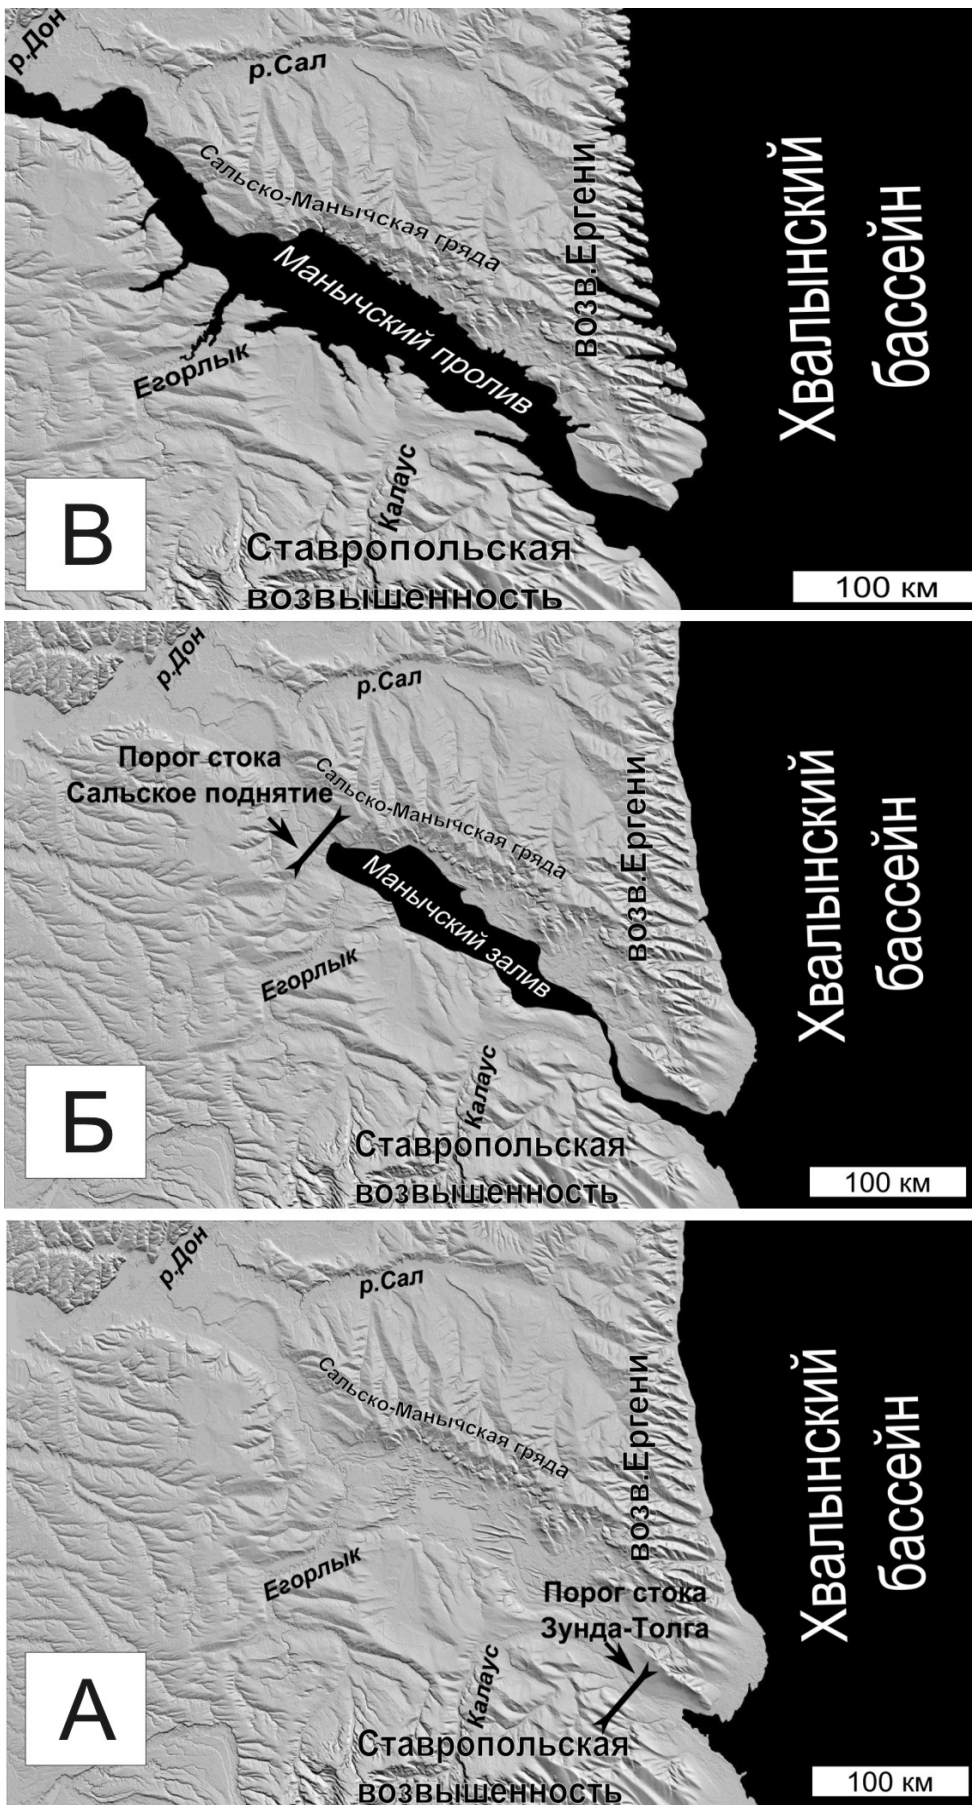 р.Дон
р.Сал
Сальско-Манычская гряда
возв.Ергени
Хвалынский
бассейн
Манычский пролив
Егорлык
Калаус
В
Ставропольская
возвышенность
100 км
р.Дон
р.Сал
Порог стока
Сальское поднятие
Сальско-Манычская гряда
возв.Ергени
Хвалынский
бассейн
Манычский залив
Егорлык
Калаус
Б
Ставропольская
возвышенность
100 км
р.Дон
р.Сал
Сальско-Манычская гряда
возв.Ергени
Хвалынский
бассейн
Егорлык
Порог стока
Зунда-Толга
Калаус
А
Ставропольская
возвышенность
100 км